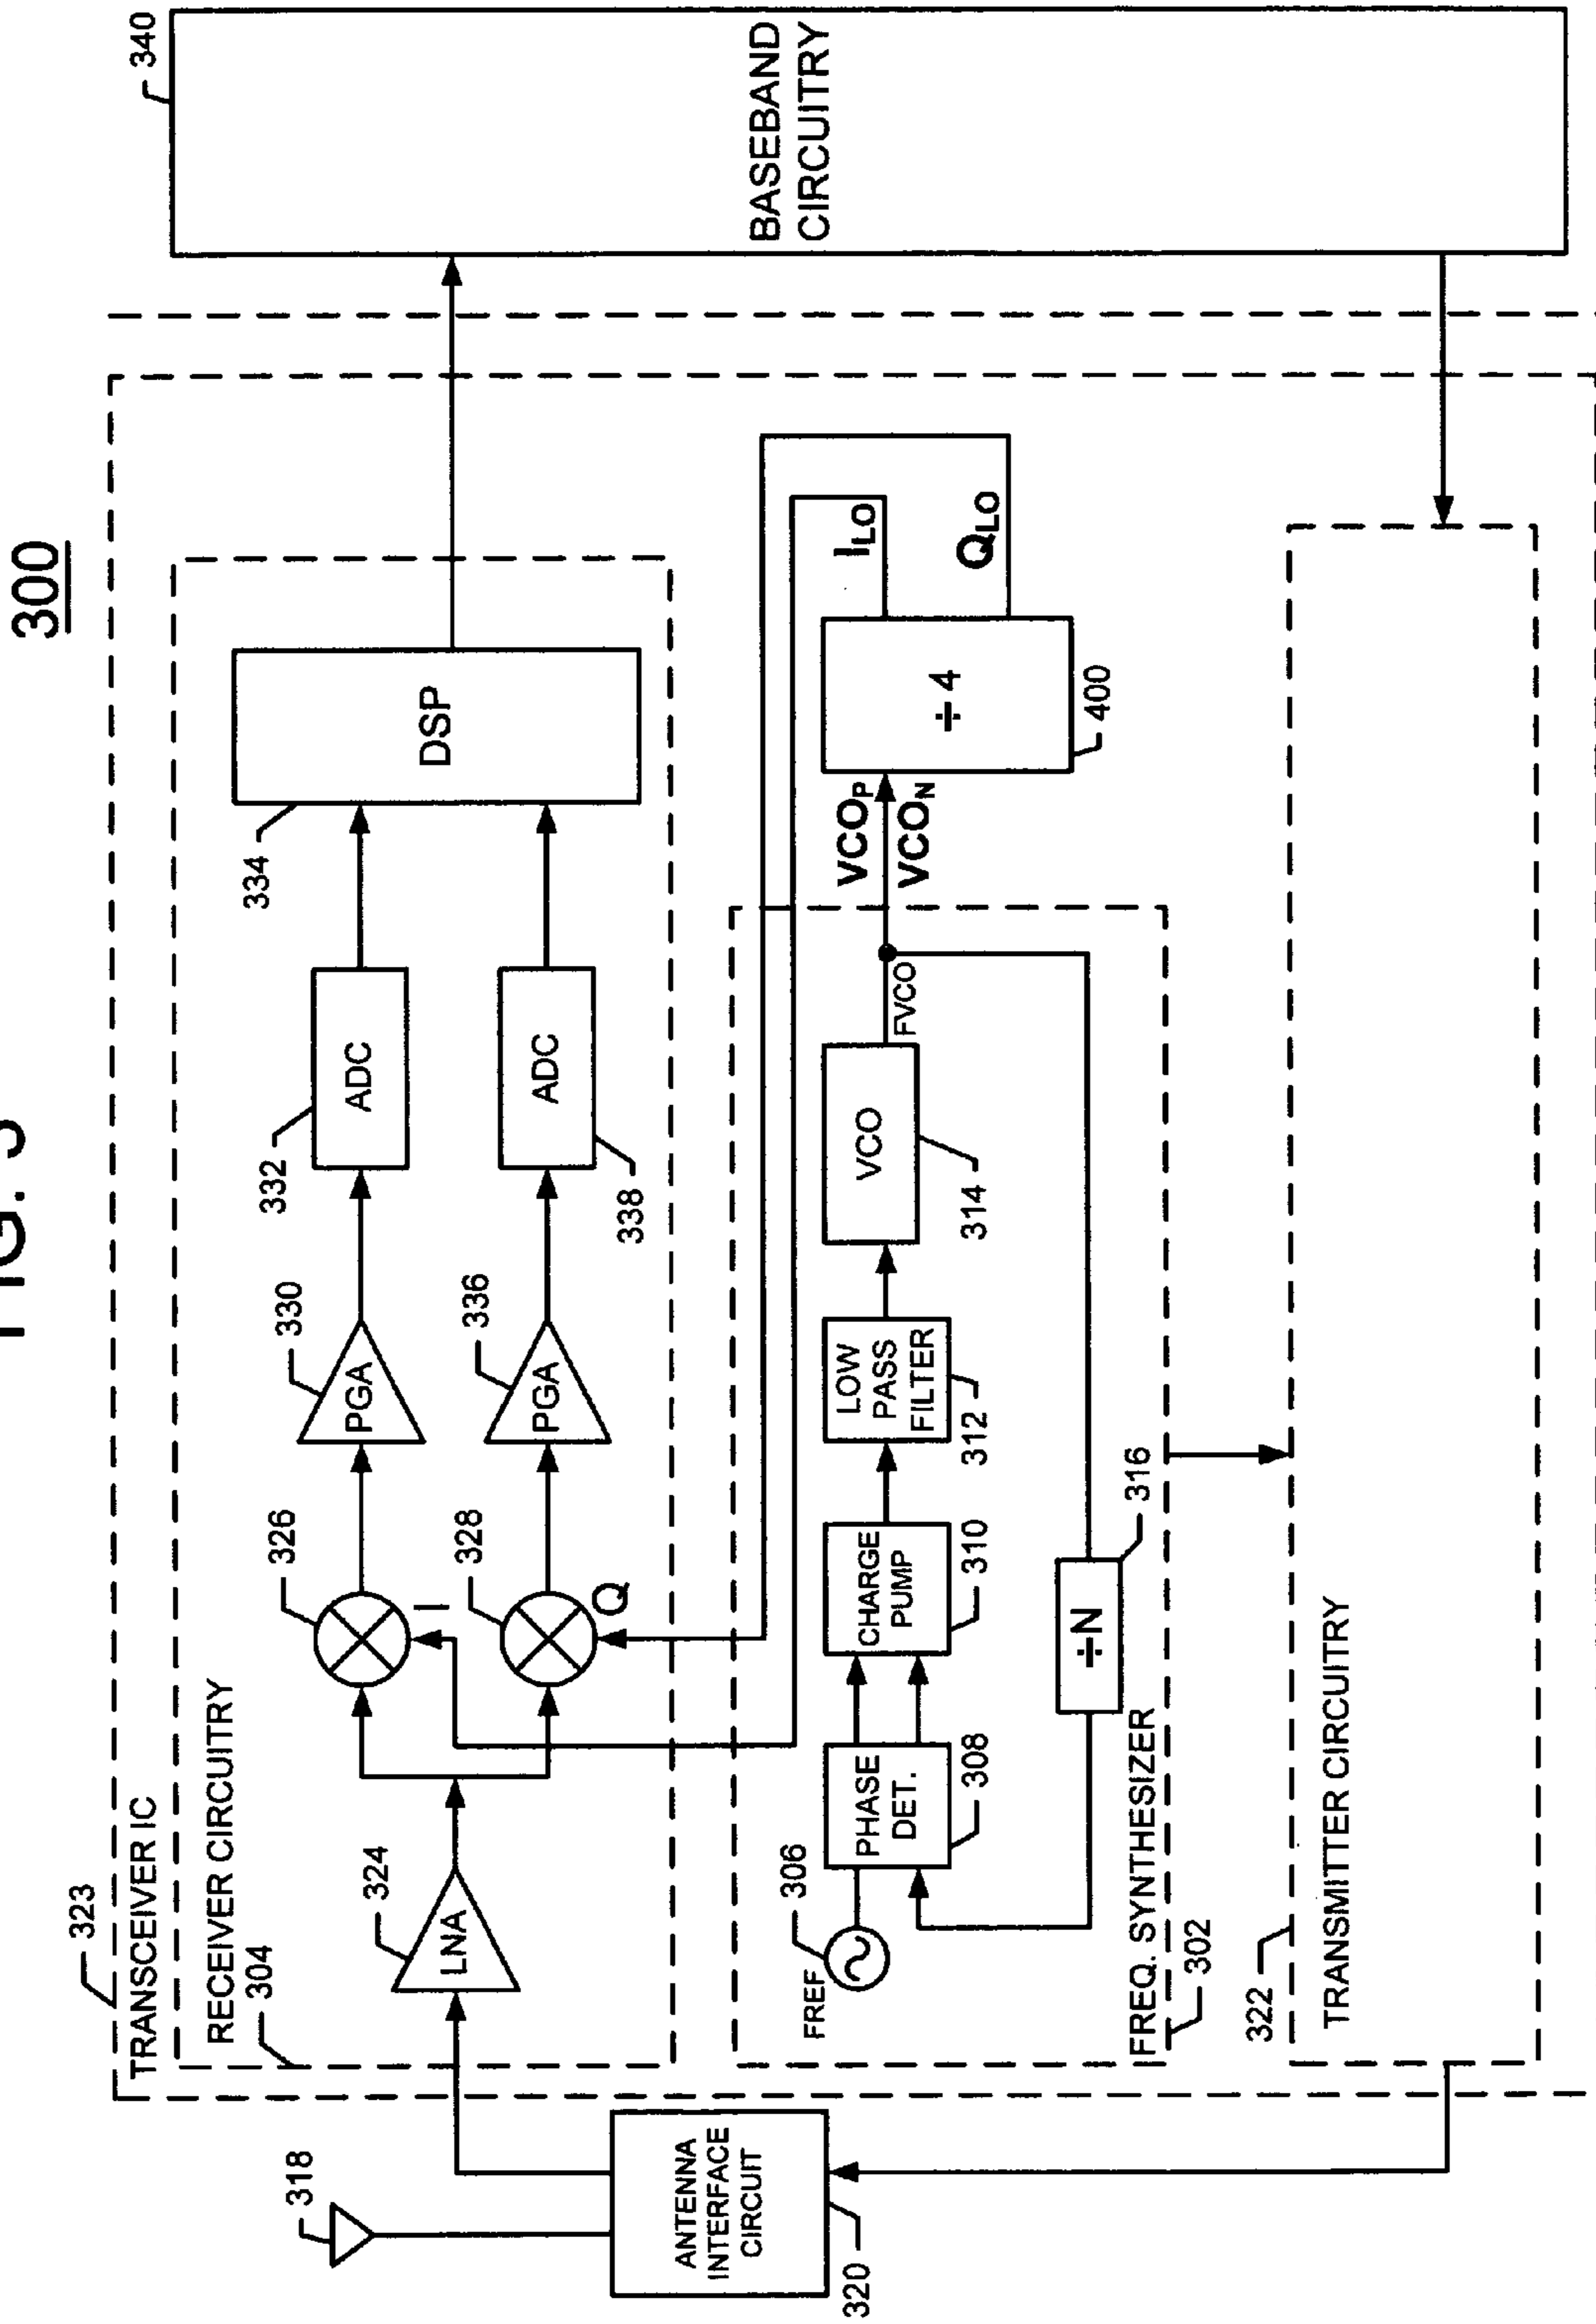 FIG. 3
300
323
TRANSCEIVER IC
RECEIVER CIRCUITRY
304
318
ANTENNA
INTERFACE
CIRCUIT
320
324
LNA
326
I
328
Q
330
PGA
336
PGA
332
ADC
338
ADC
334
DSP
340
BASEBAND
CIRCUITRY
306
FREF
PHASE
DET.
308
CHARGE
PUMP
310
LOW
PASS
FILTER
312
VCO
314
FVCO
VCOP
VCON
÷ 4
400
ILO
QLO
÷N
316
FREQ. SYNTHESIZER
302
322
TRANSMITTER CIRCUITRY